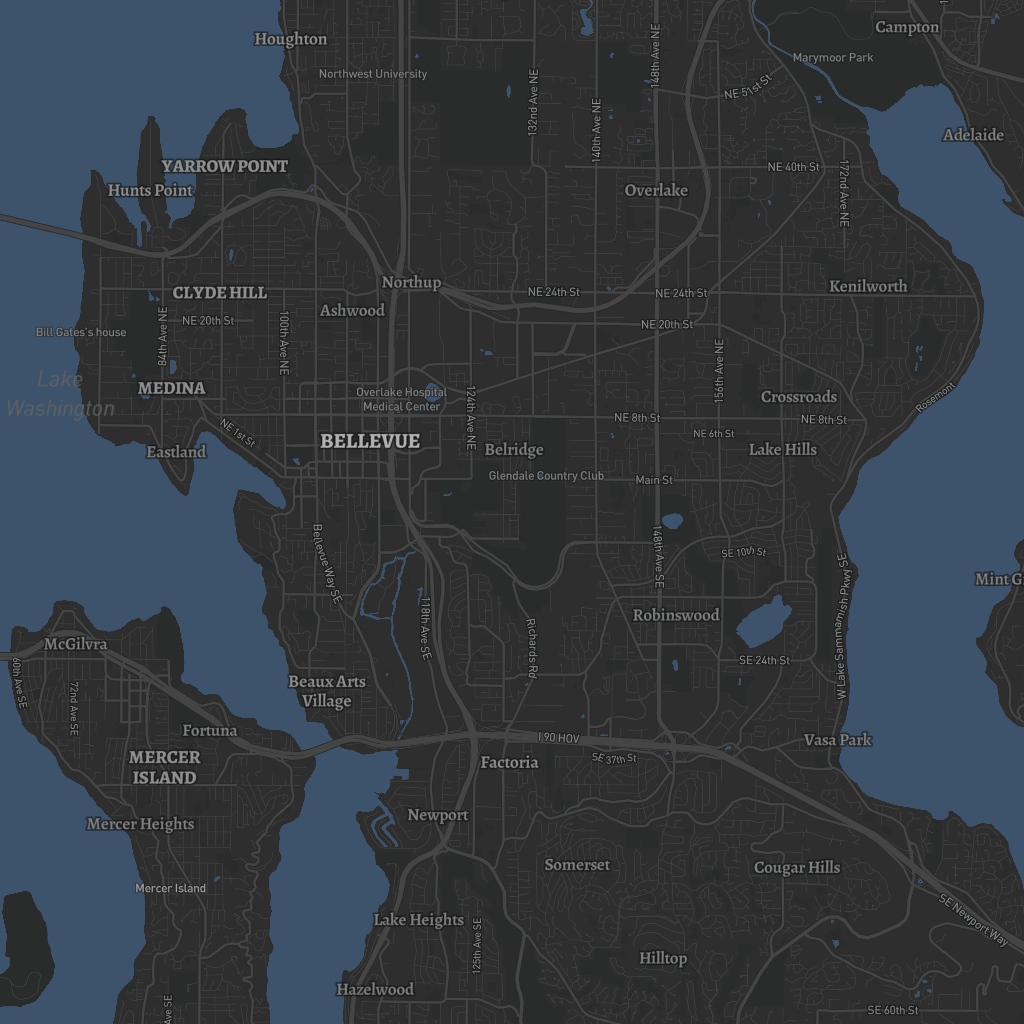 Campton
Houghton
Marymoor Park
Northwest University
148th Ave NE
NE 51st St
132nd Ave NE
140th Ave NE
Adelaide
YARROW POINT
NE 40th St
172nd Ave NE
Hunts Point
Overlake
Northup
CLYDE HILL
NE 24th St
NE 24th St
Kenilworth
Ashwood
NE 20th St
NE 20th St
Bill Gates's house
84th Ave NE
100th Ave NE
156th Ave NE
Lake
Washington
MEDINA
Overlake Hospital
Medical Center
124th Ave NE
Crossroads
Rosemont
NE 8th St
NE 8th St
NE 1st St
NE 6th St
BELLEVUE
Eastland
Belridge
Lake Hills
Glendale Country Club
Main St
Bellevue Way SE
148th Ave SE
SE 10th St
118th Ave SE
W Lake Sammamish Pkwy SE
Robinswood
McGilvra
Richards Rd
60th Ave SE
72nd Ave SE
SE 24th St
Beaux Arts
Village
Fortuna
I 90 HOV
Vasa Park
MERCER
ISLAND
Factoria
SE 37th St
Newport
Mercer Heights
Somerset
Cougar Hills
Mercer Island
Lake Heights
SE Newport Way
125th Ave SE
Hilltop
Hazelwood
SE 60th St